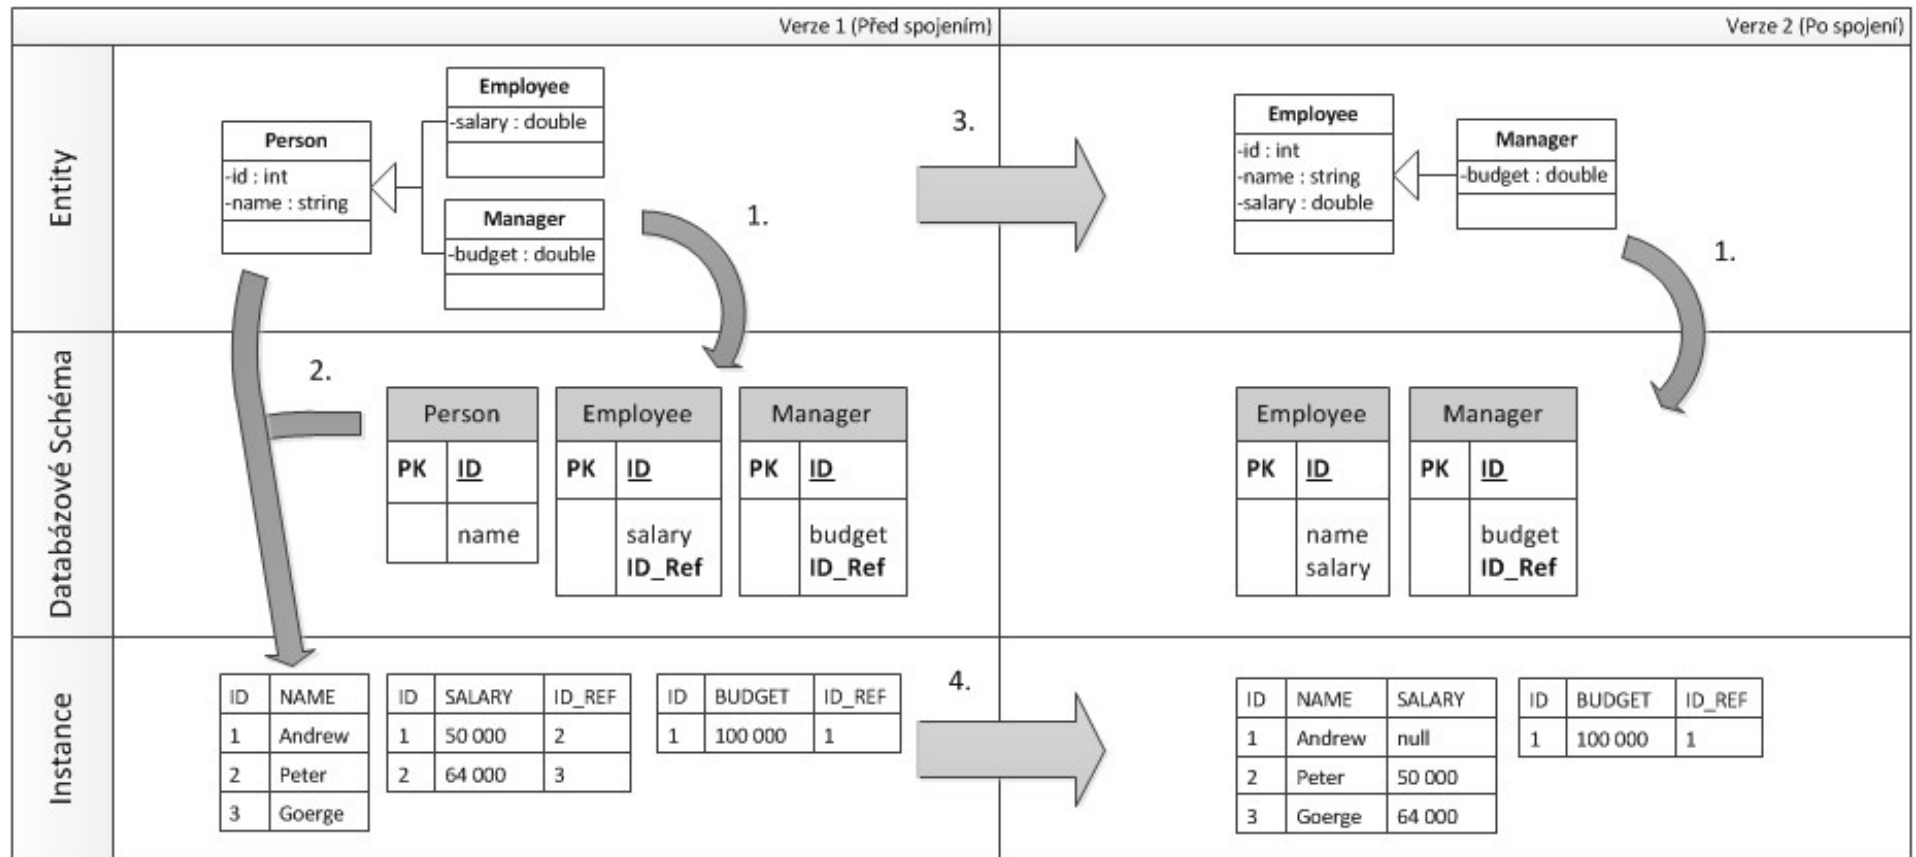 Verze 1 (Před spojením)
Verze 2 (Po spojení)
Entity
Person
-id : int
-name : string
Employee
-salary : double
Manager
-budget : double
1.
3.
Employee
-id : int
-name : string
-salary : double
Manager
-budget : double
1.
Databázové Schéma
2.
Person
PK ID
name
Employee
PK ID
salary
ID_Ref
Manager
PK ID
budget
ID_Ref
Employee
PK ID
name
salary
Manager
PK ID
budget
ID_Ref
Instance
ID NAME
1 Andrew
2 Peter
3 Goerge
ID SALARY ID_REF
1 50 000 2
2 64 000 3
ID BUDGET ID_REF
1 100 000 1
4.
ID NAME SALARY
1 Andrew null
2 Peter 50 000
3 Goerge 64 000
ID BUDGET ID_REF
1 100 000 1